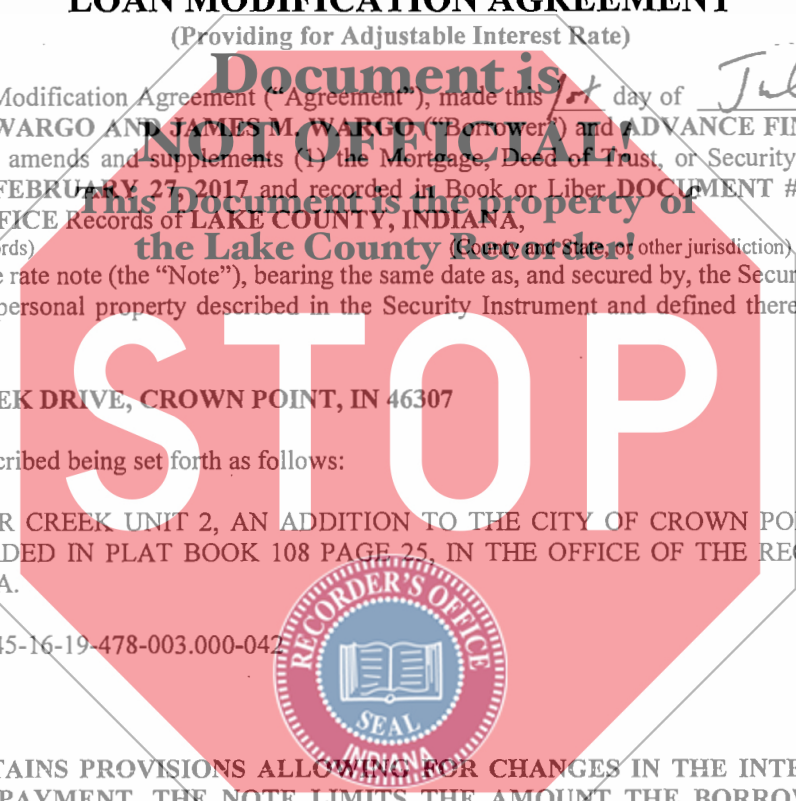 LOAN MODIFICATION AGREEMENT
(Providing for Adjustable Interest Rate)
Document is
Modification Agreement ("Agreement"), made this 1st day of
WARGO AND JAMES M. WARGO ("Borrower") and ADVANCE FIN
NOT OFFICIAL!
amends and supplements (1) the Mortgage, Deed of Trust, or Security
FEBRUARY 27, 2017 and recorded in Book or Liber DOCUMENT #
This Document is the property of
FICE Records of LAKE COUNTY, INDIANA,
rds) (County and State, or other jurisdiction)
the Lake County Recorder!
e rate note (the "Note"), bearing the same date as, and secured by, the Secur
personal property described in the Security Instrument and defined there
STOP
EK DRIVE, CROWN POINT, IN 46307
cribed being set forth as follows:
R CREEK UNIT 2, AN ADDITION TO THE CITY OF CROWN PO
DED IN PLAT BOOK 108 PAGE 25, IN THE OFFICE OF THE REC
A.
RECORDER'S OFFICE
45-16-19-478-003.000-042
SEAL
INDIANA
TAINS PROVISIONS ALLOWING FOR CHANGES IN THE INTE
PAYMENT. THE NOTE LIMITS THE AMOUNT THE BORROW